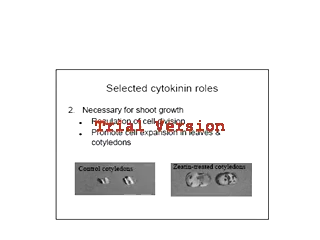 Selected cytokinin roles
2. Necessary for shoot growth
• Regulation of cell division
• Promote cell expansion in leaves &
cotyledons
Trial Version
Control cotyledons
Zeatin-treated cotyledons